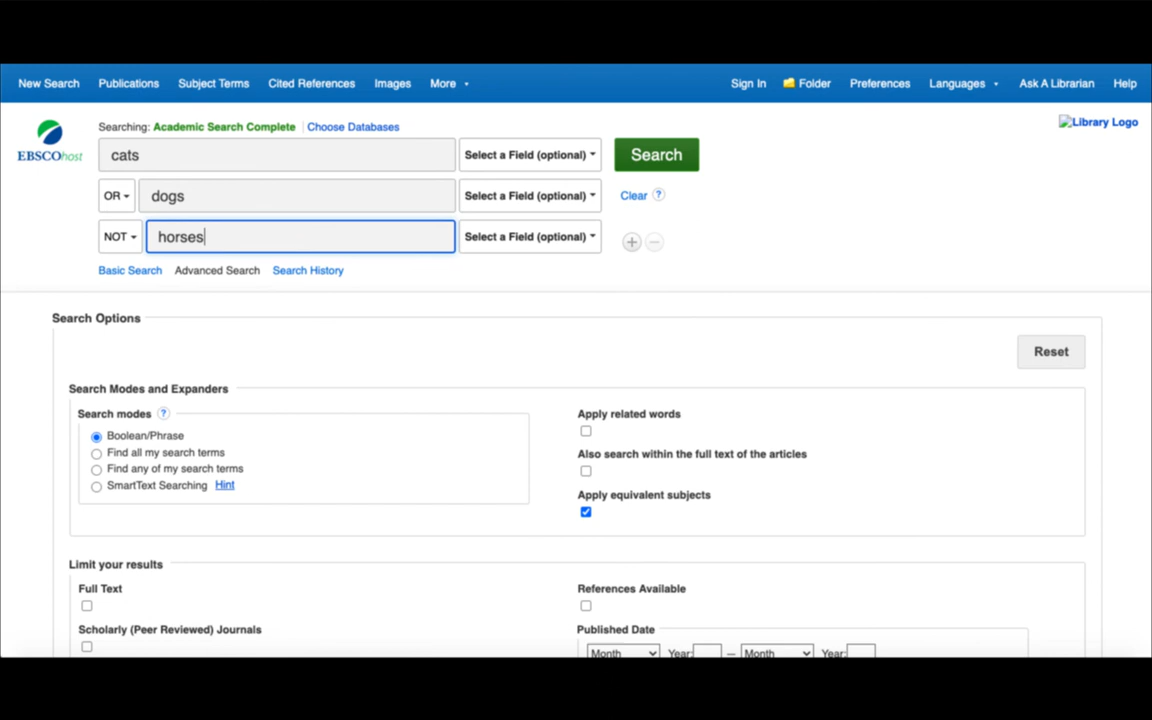 New Search Publications Subject Terms Cited References Images More Sign In Folder Preferences Languages Ask A Librarian Help
EBSCOhost
Searching: Academic Search Complete Choose Databases
Library Logo
cats Select a Field (optional) Search
OR dogs Select a Field (optional) Clear ?
NOT horses Select a Field (optional)
Basic Search Advanced Search Search History
Search Options
Reset
Search Modes and Expanders
Search modes ?
Boolean/Phrase
Find all my search terms
Find any of my search terms
SmartText Searching Hint
Apply related words
Also search within the full text of the articles
Apply equivalent subjects
Limit your results
Full Text
References Available
Scholarly (Peer Reviewed) Journals
Published Date
Month Year: — Month Year: